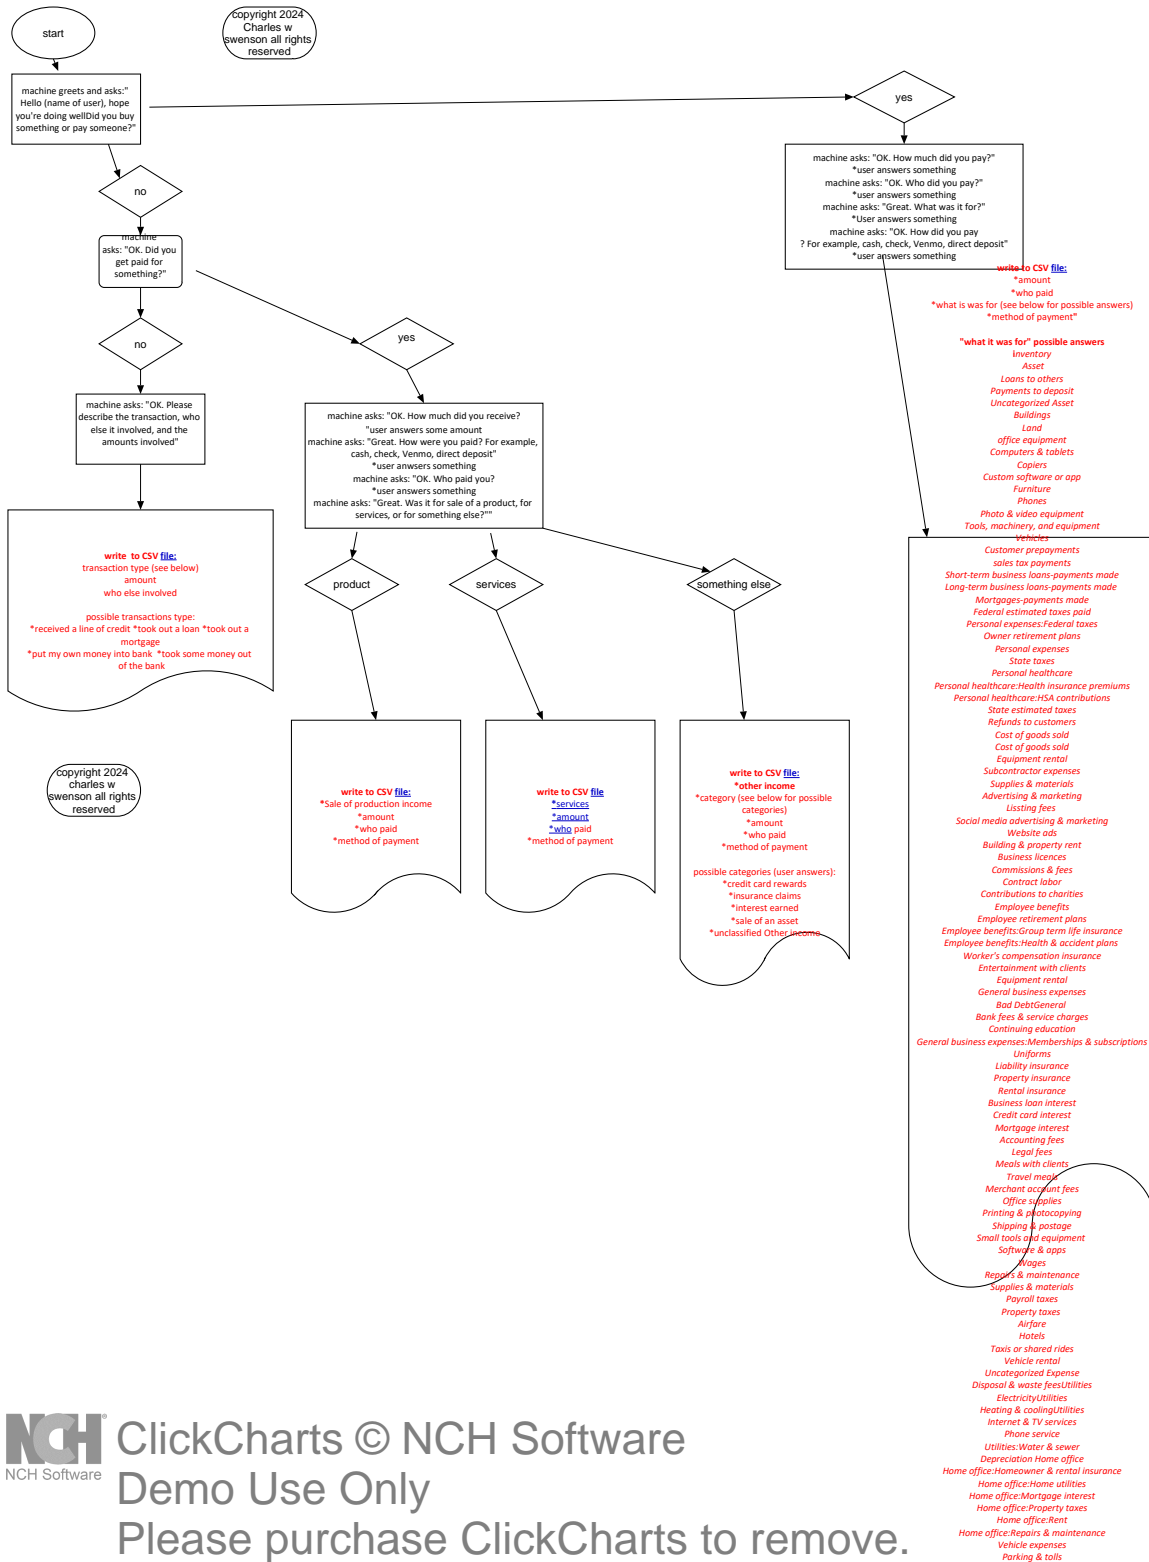 start
copyright 2024
Charles w
swenson all rights
reserved
machine greets and asks:"
Hello (name of user), hope
you're doing wellDid you buy
something or pay someone?"
yes
no
machine asks: "OK. How much did you pay?"
*user answers something
machine asks: "OK. Who did you pay?"
*user answers something
machine asks: "Great. What was it for?"
*User answers something
machine asks: "OK. How did you pay
? For example, cash, check, Venmo, direct deposit"
*user answers something
machine
asks: "OK. Did you
get paid for
something?"
no
yes
machine asks: "OK. Please
describe the transaction, who
else it involved, and the
amounts involved"
machine asks: "OK. How much did you receive?
"user answers some amount
machine asks: "Great. How were you paid? For example,
cash, check, Venmo, direct deposit"
*user anwsers something
machine asks: "OK. Who paid you?
*user answers something
machine asks: "Great. Was it for sale of a product, for
services, or for something else?""
product
services
something else
write to CSV file:
transaction type (see below)
amount
who else involved
possible transactions type:
*received a line of credit *took out a loan *took out a
mortgage
*put my own money into bank *took some money out
of the bank
copyright 2024
charles w
swenson all rights
reserved
write to CSV file:
*Sale of production income
*amount
*who paid
*method of payment
write to CSV file
*services
*amount
*who paid
*method of payment
write to CSV file:
*other income
*category (see below for possible
categories)
*amount
*who paid
*method of payment
possible categories (user answers):
*credit card rewards
*insurance claims
*interest earned
*sale of an asset
*unclassified Other income
write to CSV file:
*amount
*who paid
*what is was for (see below for possible answers)
*method of payment"
"what it was for" possible answers
Inventory
Asset
Loans to others
Payments to deposit
Uncategorized Asset
Buildings
Land
office equipment
Computers & tablets
Copiers
Custom software or app
Furniture
Phones
Photo & video equipment
Tools, machinery, and equipment
Vehicles
Customer prepayments
sales tax payments
Short-term business loans-payments made
Long-term business loans-payments made
Mortgages-payments made
Federal estimated taxes paid
Personal expenses:Federal taxes
Owner retirement plans
Personal expenses
State taxes
Personal healthcare
Personal healthcare:Health insurance premiums
Personal healthcare:HSA contributions
State estimated taxes
Refunds to customers
Cost of goods sold
Cost of goods sold
Equipment rental
Subcontractor expenses
Supplies & materials
Advertising & marketing
Lissting fees
Social media advertising & marketing
Website ads
Building & property rent
Business licences
Commissions & fees
Contract labor
Contributions to charities
Employee benefits
Employee retirement plans
Employee benefits:Group term life insurance
Employee benefits:Health & accident plans
Worker's compensation insurance
Entertainment with clients
Equipment rental
General business expenses
Bad DebtGeneral
Bank fees & service charges
Continuing education
General business expenses:Memberships & subscriptions
Uniforms
Liability insurance
Property insurance
Rental insurance
Business loan interest
Credit card interest
Mortgage interest
Accounting fees
Legal fees
Meals with clients
Travel meals
Merchant account fees
Office supplies
Printing & photocopying
Shipping & postage
Small tools and equipment
Software & apps
Wages
Repairs & maintenance
Supplies & materials
Payroll taxes
Property taxes
Airfare
Hotels
Taxis or shared rides
Vehicle rental
Uncategorized Expense
Disposal & waste feesUtilities
ElectricityUtilities
Heating & coolingUtilities
Internet & TV services
Phone service
Utilities:Water & sewer
Depreciation Home office
Home office:Homeowner & rental insurance
Home office:Home utilities
Home office:Mortgage interest
Home office:Property taxes
Home office:Rent
Home office:Repairs & maintenance
Vehicle expenses
Parking & tolls
NCH
NCH Software
ClickCharts © NCH Software
Demo Use Only
Please purchase ClickCharts to remove.